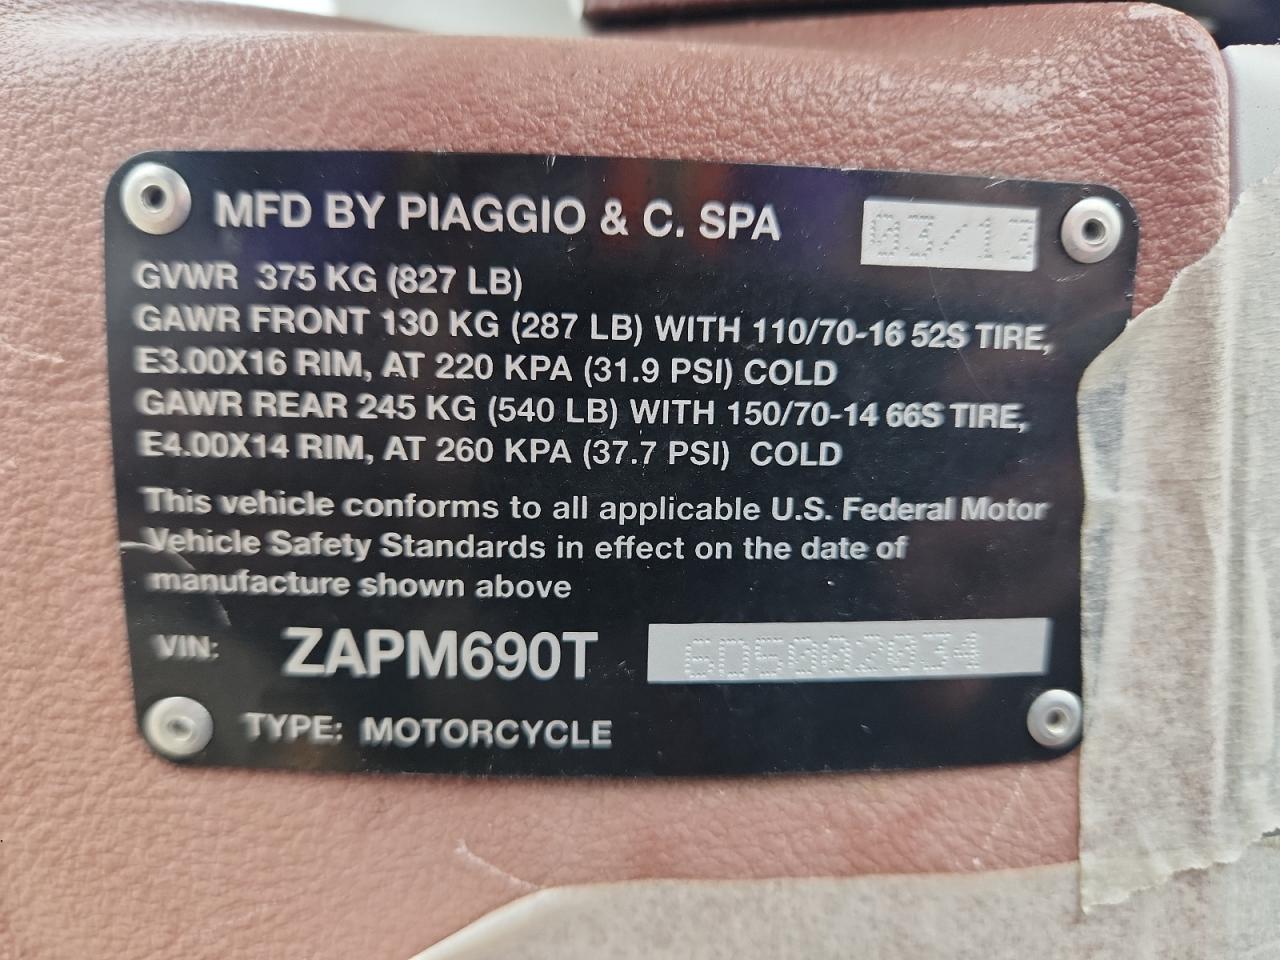 MFD BY PIAGGIO & C. SPA 03/13
GVWR 375 KG (827 LB)
GAWR FRONT 130 KG (287 LB) WITH 110/70-16 52S TIRE,
E3.00X16 RIM, AT 220 KPA (31.9 PSI) COLD
GAWR REAR 245 KG (540 LB) WITH 150/70-14 66S TIRE,
E4.00X14 RIM, AT 260 KPA (37.7 PSI) COLD
This vehicle conforms to all applicable U.S. Federal Motor
Vehicle Safety Standards in effect on the date of
manufacture shown above
VIN: ZAPM690T 6D5002034
TYPE: MOTORCYCLE